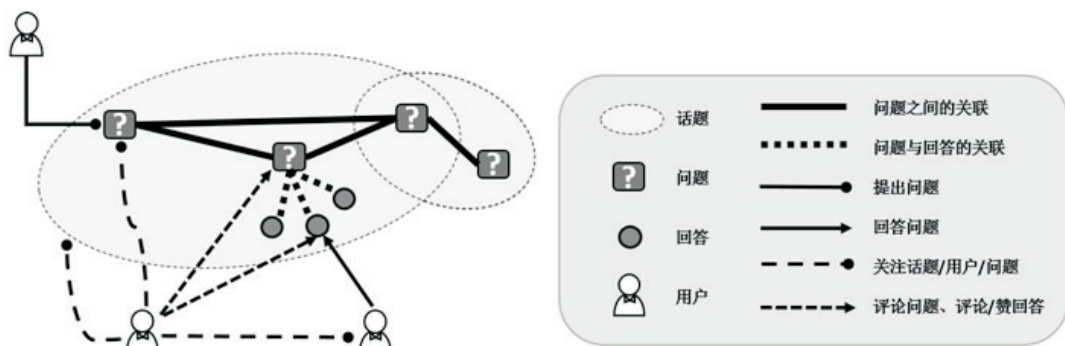 ?
?
?
?
话题
问题之间的关联
问题与回答的关联
? 问题
提出问题
回答
回答问题
关注话题/用户/问题
用户
评论问题、评论/赞回答